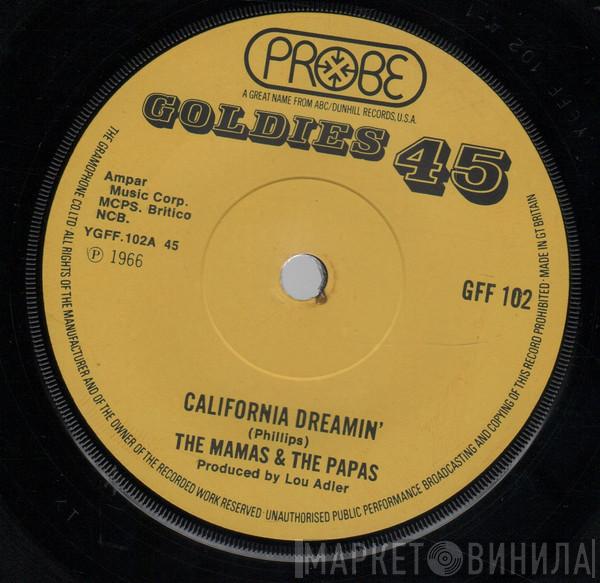 PROBE
A GREAT NAME FROM ABC/DUNHILL RECORDS, U.S.A.
GOLDIES 45
Ampar
Music Corp.
MCPS. Britico
NCB.
YGFF.102A 45
Ⓟ 1966
GFF 102
CALIFORNIA DREAMIN'
(Phillips)
THE MAMAS & THE PAPAS
Produced by Lou Adler
THE GRAMOPHONE CO. LTD ALL RIGHTS OF THE MANUFACTURER AND OF THE OWNER OF THE RECORDED WORK RESERVED · UNAUTHORISED PUBLIC PERFORMANCE BROADCASTING AND COPYING OF THIS RECORD PROHIBITED · MADE IN GT BRITAIN
YGFF 102
МАРКЕТ ВИНИЛА